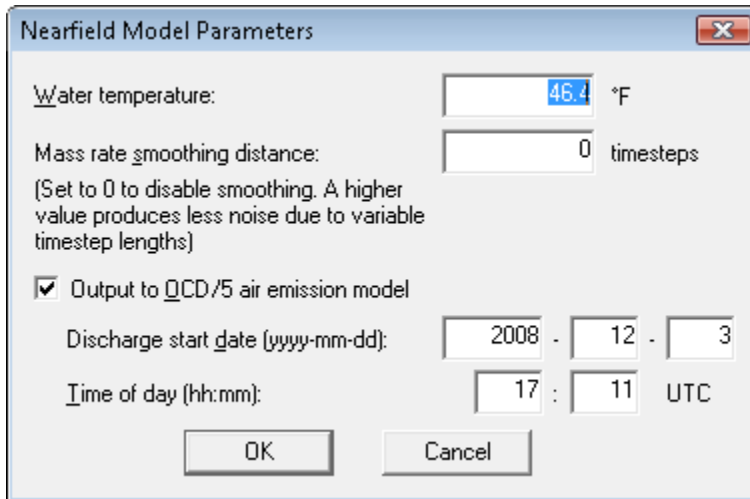 Nearfield Model Parameters
Water temperature: 46.4 °F
Mass rate smoothing distance: 0 timesteps
(Set to 0 to disable smoothing. A higher
value produces less noise due to variable
timestep lengths)
Output to OCD/5 air emission model
Discharge start date (yyyy-mm-dd): 2008 - 12 - 3
Time of day (hh:mm): 17 : 11 UTC
OK Cancel